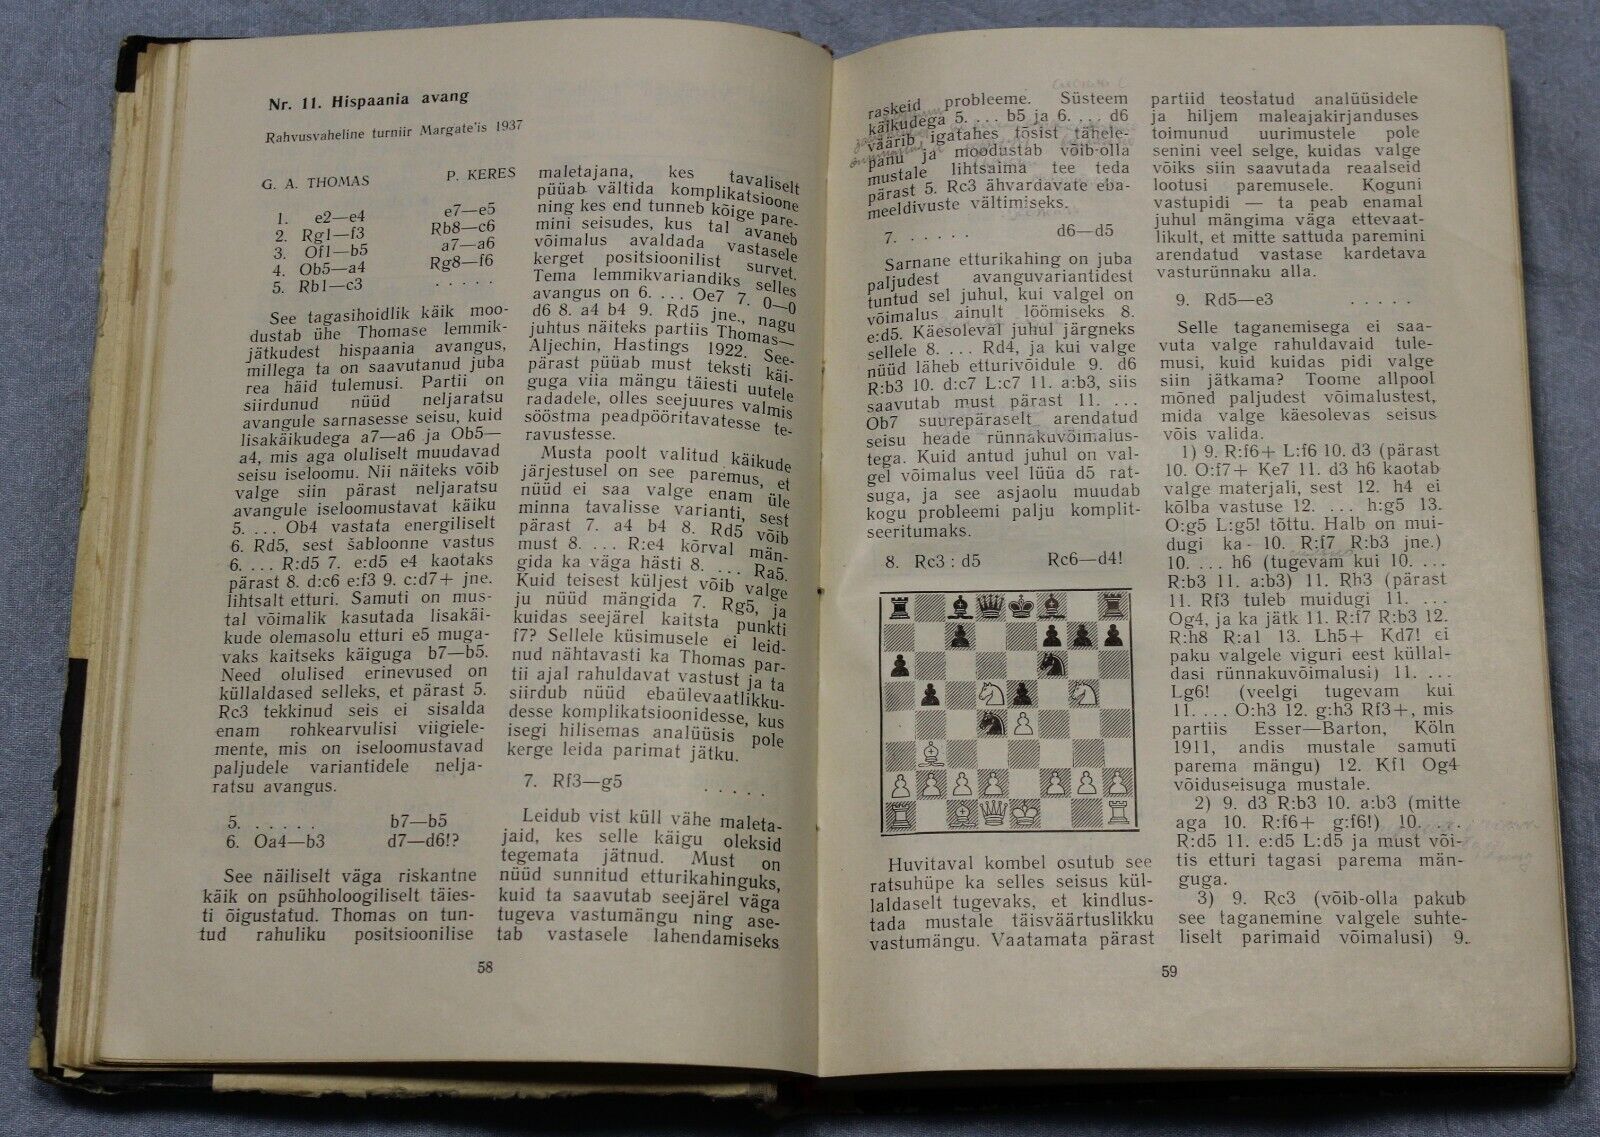 Nr. 11. Hispaania avang
Rahvusvaheline turniir Margate'is 1937
G. A. THOMAS P. KERES
1. e2—e4 e7—e5
2. Rg1—f3 Rb8—c6
3. Of1—b5 a7—a6
4. Ob5—a4 Rg8—f6
5. Rb1—c3 . . . . .
See tagasihoidlik käik moo-
dustab ühe Thomase lemmik-
jätkudest hispaania avangus,
millega ta on saavutanud juba
rea häid tulemusi. Partii on
siirdunud nüüd neljaratsu
avangule sarnasesse seisu, kuid
lisakäikudega a7—a6 ja Ob5—
a4, mis aga oluliselt muudavad
seisu iseloomu. Nii näiteks võib
valge siin pärast neljaratsu
avangule iseloomustavat käiku
5. ... Ob4 vastata energiliselt
6. Rd5, sest šabloonne vastus
6. ... R:d5 7. e:d5 e4 kaotaks
pärast 8. d:c6 e:f3 9. c:d7+ jne.
lihtsalt etturi. Samuti on mus-
tal võimalik kasutada lisakäi-
kude olemasolu etturi e5 muga-
vaks kaitseks käiguga b7—b5.
Need olulised erinevused on
küllaldased selleks, et pärast 5.
Rc3 tekkinud seis ei sisalda
enam rohkearvulisi viigiele-
mente, mis on iseloomustavad
paljudele variantidele nelja-
ratsu avangus.
5. . . . . . b7—b5
6. Oa4—b3 d7—d6!?
See näiliselt väga riskantne
käik on psühholoogiliselt täies-
ti õigustatud. Thomas on tun-
tud rahuliku positsioonilise
maletajana, kes tavaliselt
püüab vältida komplikatsioone
ning kes end tunneb kõige pare-
mini seisudes, kus tal avaneb
võimalus avaldada vastasele
kerget positsioonilist survet.
Tema lemmikvariandiks selles
avangus on 6. ... Oe7 7. 0—0
d6 8. a4 b4 9. Rd5 jne., nagu
juhtus näiteks partiis Thomas—
Aljechin, Hastings 1922. See-
pärast püüab must teksti käi-
guga viia mängu täiesti uutele
radadele, olles seejuures valmis
sööstma peadpööritavatesse te-
ravustesse.
Musta poolt valitud käikude
järjestusel on see paremus, et
nüüd ei saa valge enam üle
minna tavalisse varianti, sest
pärast 7. a4 b4 8. Rd5 võib
must 8. ... R:e4 kõrval män-
gida ka väga hästi 8. ... Ra5.
Kuid teisest küljest võib valge
ju nüüd mängida 7. Rg5, ja
kuidas seejärel kaitsta punkti
f7? Sellele küsimusele ei leid-
nud nähtavasti ka Thomas par-
tii ajal rahuldavat vastust ja ta
siirdub nüüd ebaülevaatlikku-
desse komplikatsioonidesse, kus
isegi hilisemas analüüsis pole
kerge leida parimat jätku.
7. Rf3—g5 . . . . .
Leidub vist küll vähe maleta-
jaid, kes selle käigu oleksid
tegemata jätnud. Must on
nüüd sunnitud etturikahinguks,
kuid ta saavutab seejärel väga
tugeva vastumängu ning ase-
tab vastasele lahendamiseks
58
raskeid probleeme. Süsteem
käikudega 5. ... b5 ja 6. ... d6
väärib igatahes tõsist tähele-
panu ja moodustab võib-olla
mustale lihtsaima tee teda
pärast 5. Rc3 ähvardavate eba-
meeldivuste vältimiseks.
7. . . . . . d6—d5
Sarnane etturikahing on juba
paljudest avanguvariantidest
tuntud sel juhul, kui valgel on
võimalus ainult löömiseks 8.
e:d5. Käesoleval juhul järgneks
sellele 8. ... Rd4, ja kui valge
nüüd läheb etturivõidule 9. d6
R:b3 10. d:c7 L:c7 11. a:b3, siis
saavutab must pärast 11. ...
Ob7 suurepäraselt arendatud
seisu heade ründkuvõimalus-
tega. Kuid antud juhul on val-
gel võimalus veel lüüa d5 rat-
suga, ja see asjaolu muudab
kogu probleemi palju komplit-
seeritumaks.
8. Rc3 : d5 Rc6—d4!
Huvitaval kombel osutub see
ratsuhüpe ka selles seisus kül-
laldaselt tugevaks, et kindlus-
tada mustale täisväärtuslikku
vastumängu. Vaatamata pärast
partiid teostatud analüüsidele
ja hiljem maleajakirjanduses
toimunud uurimustele pole
senini veel selge, kuidas valge
võiks siin saavutada reaalseid
lootusi paremusele. Koguni
vastupidi — ta peab enamal
juhul mängima väga ettevaat-
likult, et mitte sattuda paremini
arendatud vastase kardetava
vasturünnaku alla.
9. Rd5—e3 . . . . .
Selle taganemisega ei saa-
vuta valge rahuldavaid tule-
musi, kuid kuidas pidi valge
siin jätkama? Toome allpool
mõned paljudest võimalustest,
mida valge käesolevas seisus
võis valida.
1) 9. R:f6+ L:f6 10. d3 (pärast
10. O:f7+ Ke7 11. d3 h6 kaotab
valge materjali, sest 12. h4 ei
kõlba vastuse 12. ... h:g5 13.
O:g5 L:g5! tõttu. Halb on mui-
dugi ka 10. R:f7 R:b3 jne.)
10. ... h6 (tugevam kui 10. ...
R:b3 11. a:b3) 11. Rh3 (pärast
11. Rf3 tuleb muidugi 11. ...
Og4, ja ka jätk 11. R:f7 R:b3 12.
R:h8 R:a1 13. Lh5+ Kd7! ei
paku valgele viguri eest küllal-
dasi rünnakuvõimalusi) 11. ...
Lg6! (veelgi tugevam kui
11. ... O:h3 12. g:h3 Rf3+, mis
partiis Esser—Barton, Köln
1911, andis mustale samuti
parema mängu) 12. Kf1 Og4
võiduseisuga mustale.
2) 9. d3 R:b3 10. a:b3 (mitte
aga 10. R:f6+ g:f6!) 10. ...
R:d5 11. e:d5 L:d5 ja must või-
tis etturi tagasi parema män-
guga.
3) 9. Rc3 (võib-olla pakub
see taganemine valgele suhte-
liselt parimaid võimalusi) 9.
59